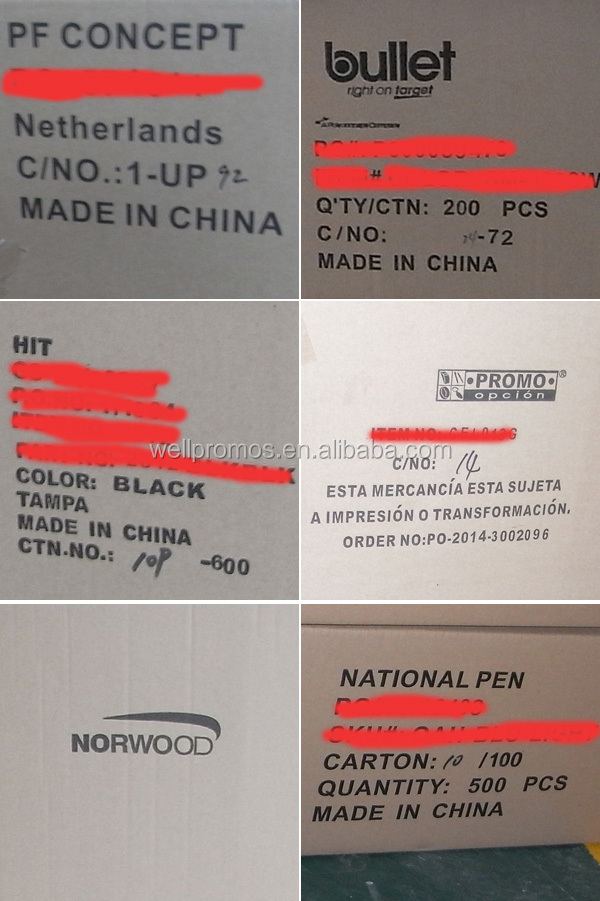 PF CONCEPT
Netherlands
C/NO.:1-UP 92
MADE IN CHINA
bullet
right on target
Q'TY/CTN: 200 PCS
C/NO: -72
MADE IN CHINA
HIT
COLOR: BLACK
TAMPA
MADE IN CHINA
CTN.NO.: 109 -600
PROMO®
opción
C/NO: 14
ESTA MERCANCÍA ESTA SUJETA
A IMPRESIÓN O TRANSFORMACIÓN.
ORDER NO:PO-2014-3002096
wellpromos.en.alibaba.com
NORWOOD
NATIONAL PEN
CARTON: 10 /100
QUANTITY: 500 PCS
MADE IN CHINA